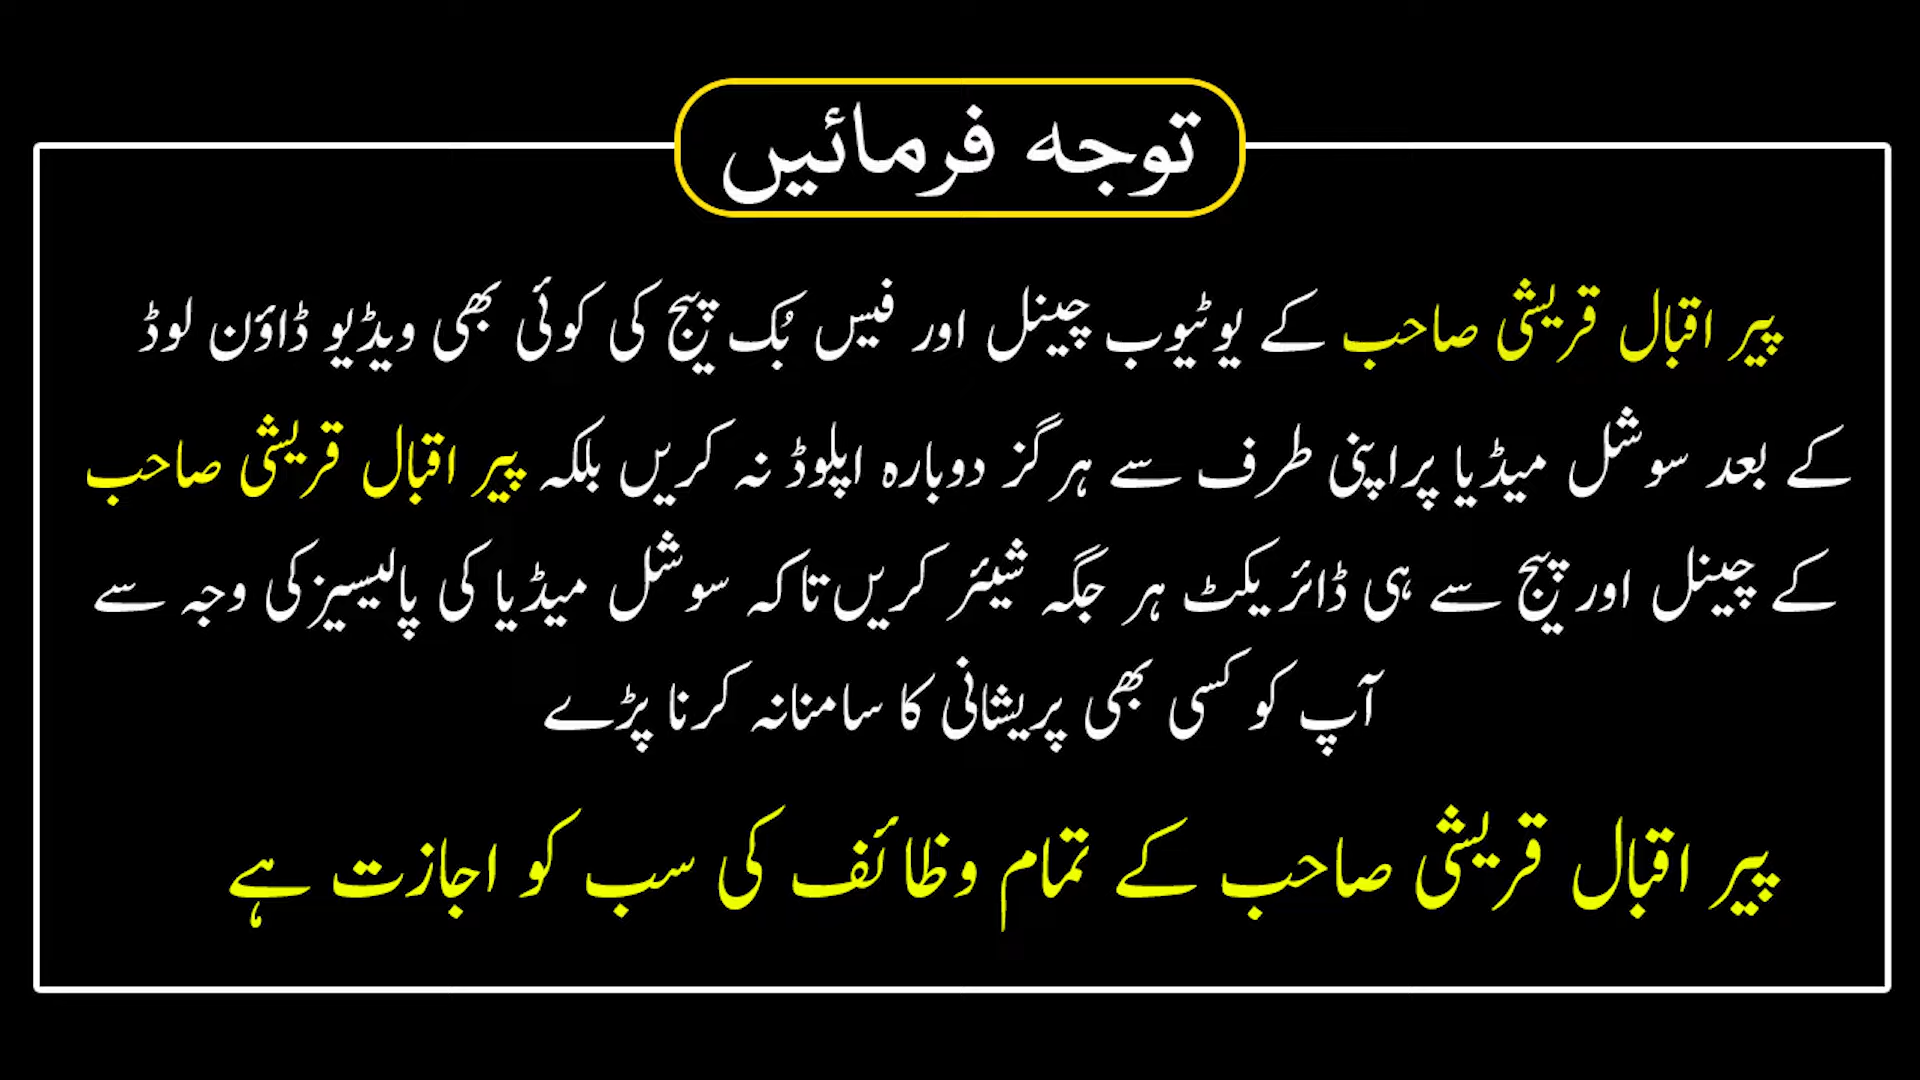 توجہ فرمائیں
پیر اقبال قریشی صاحب کے یوٹیوب چینل اور فیس بُک پیج کی کوئی بھی ویڈیو ڈاؤن لوڈ
کے بعد سوشل میڈیا پر اپنی طرف سے ہرگز دوبارہ اپلوڈ نہ کریں بلکہ پیر اقبال قریشی صاحب
کے چینل اور پیج سے ہی ڈائریکٹ ہر جگہ شیئر کریں تاکہ سوشل میڈیا کی پالیسیز کی وجہ سے
آپ کو کسی بھی پریشانی کا سامنا نہ کرنا پڑے
پیر اقبال قریشی صاحب کے تمام وظائف کی سب کو اجازت ہے